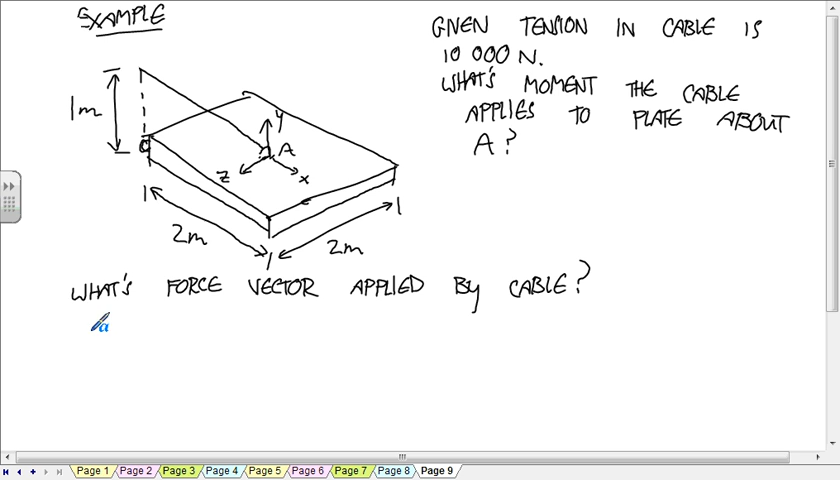 EXAMPLE
GIVEN TENSION IN CABLE IS
10 000 N.
WHAT'S MOMENT THE CABLE
APPLIES TO PLATE ABOUT
A?
1m
y
A
z
x
2m
2m
WHAT'S FORCE VECTOR APPLIED BY CABLE?
Page 1 Page 2 Page 3 Page 4 Page 5 Page 6 Page 7 Page 8 Page 9